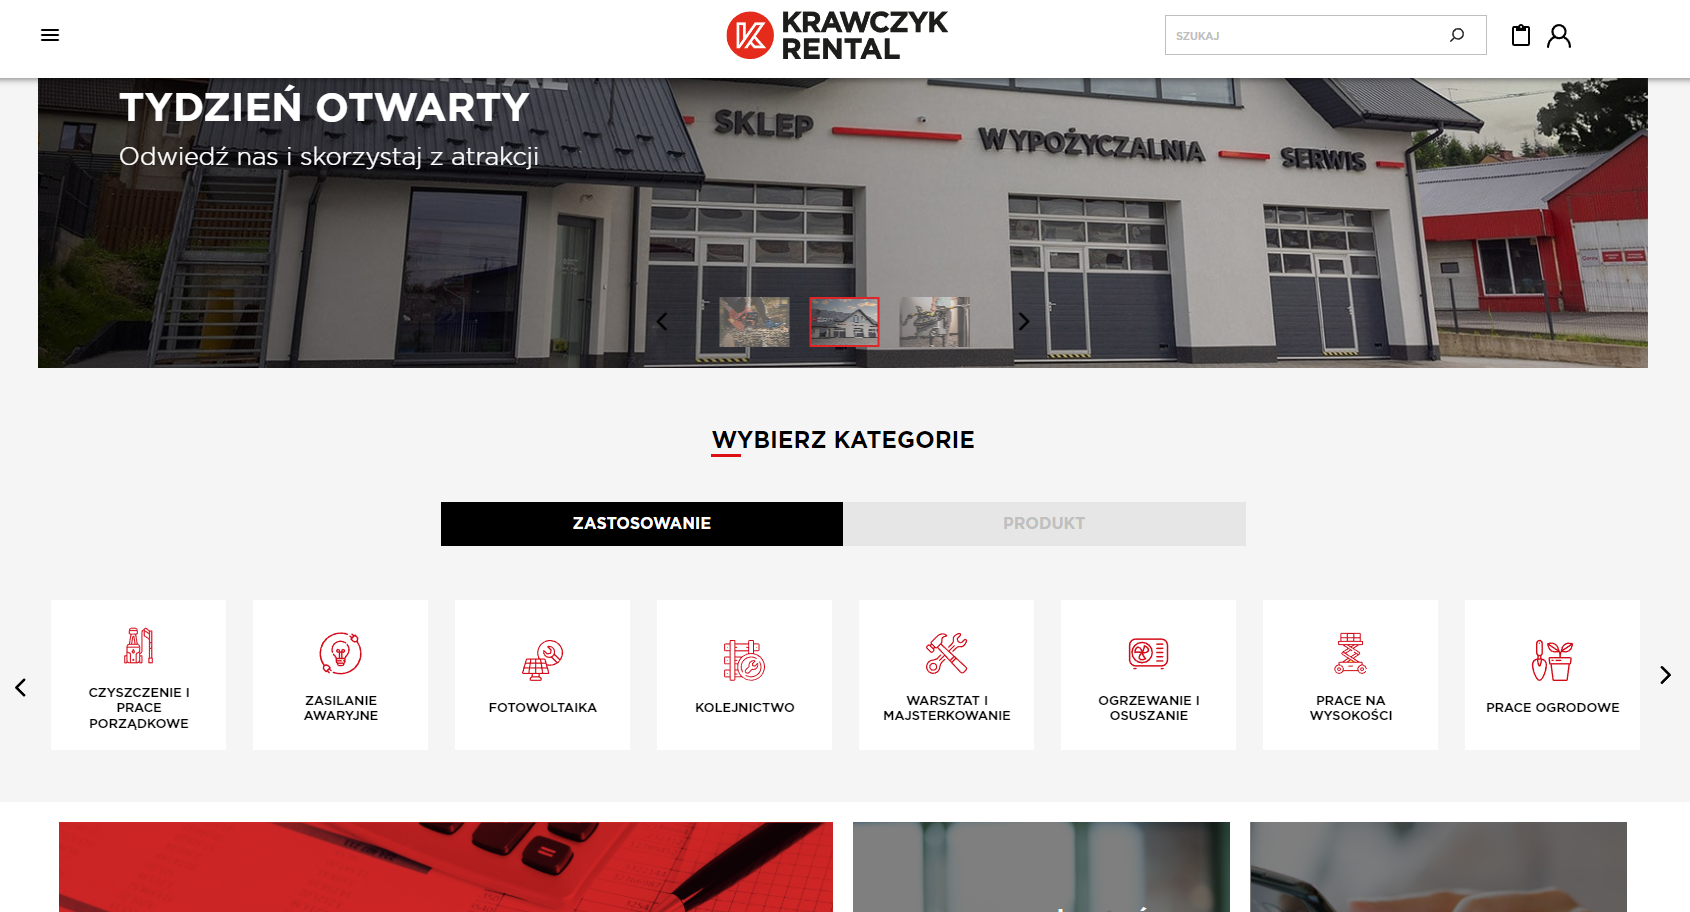 KRAWCZYK
RENTAL
SZUKAJ
TYDZIEŃ OTWARTY
Odwiedź nas i skorzystaj z atrakcji
SKLEP
WYPOŻYCZALNIA
SERWIS
WYBIERZ KATEGORIE
ZASTOSOWANIE
PRODUKT
CZYSZCZENIE I
PRACE
PORZĄDKOWE
ZASILANIE
AWARYJNE
FOTOWOLTAIKA
KOLEJNICTWO
WARSZTAT I
MAJSTERKOWANIE
OGRZEWANIE I
OSUSZANIE
PRACE NA
WYSOKOŚCI
PRACE OGRODOWE